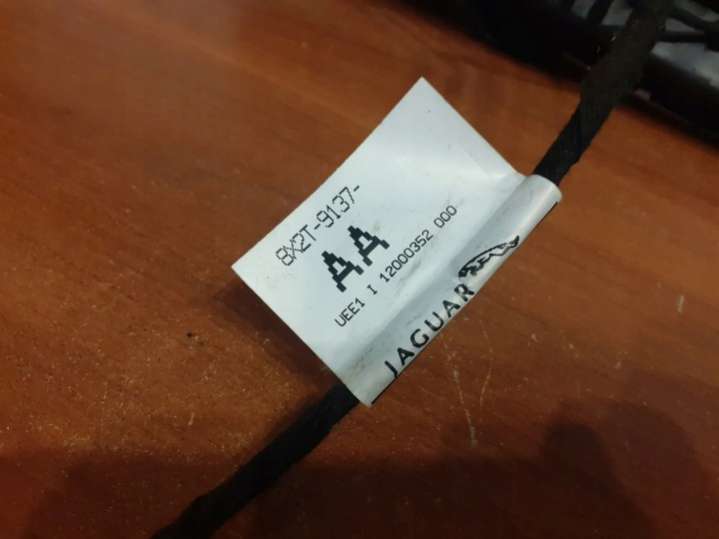 8X2T-9137-
AA
UEE1 I 12000352 000
JAGUAR